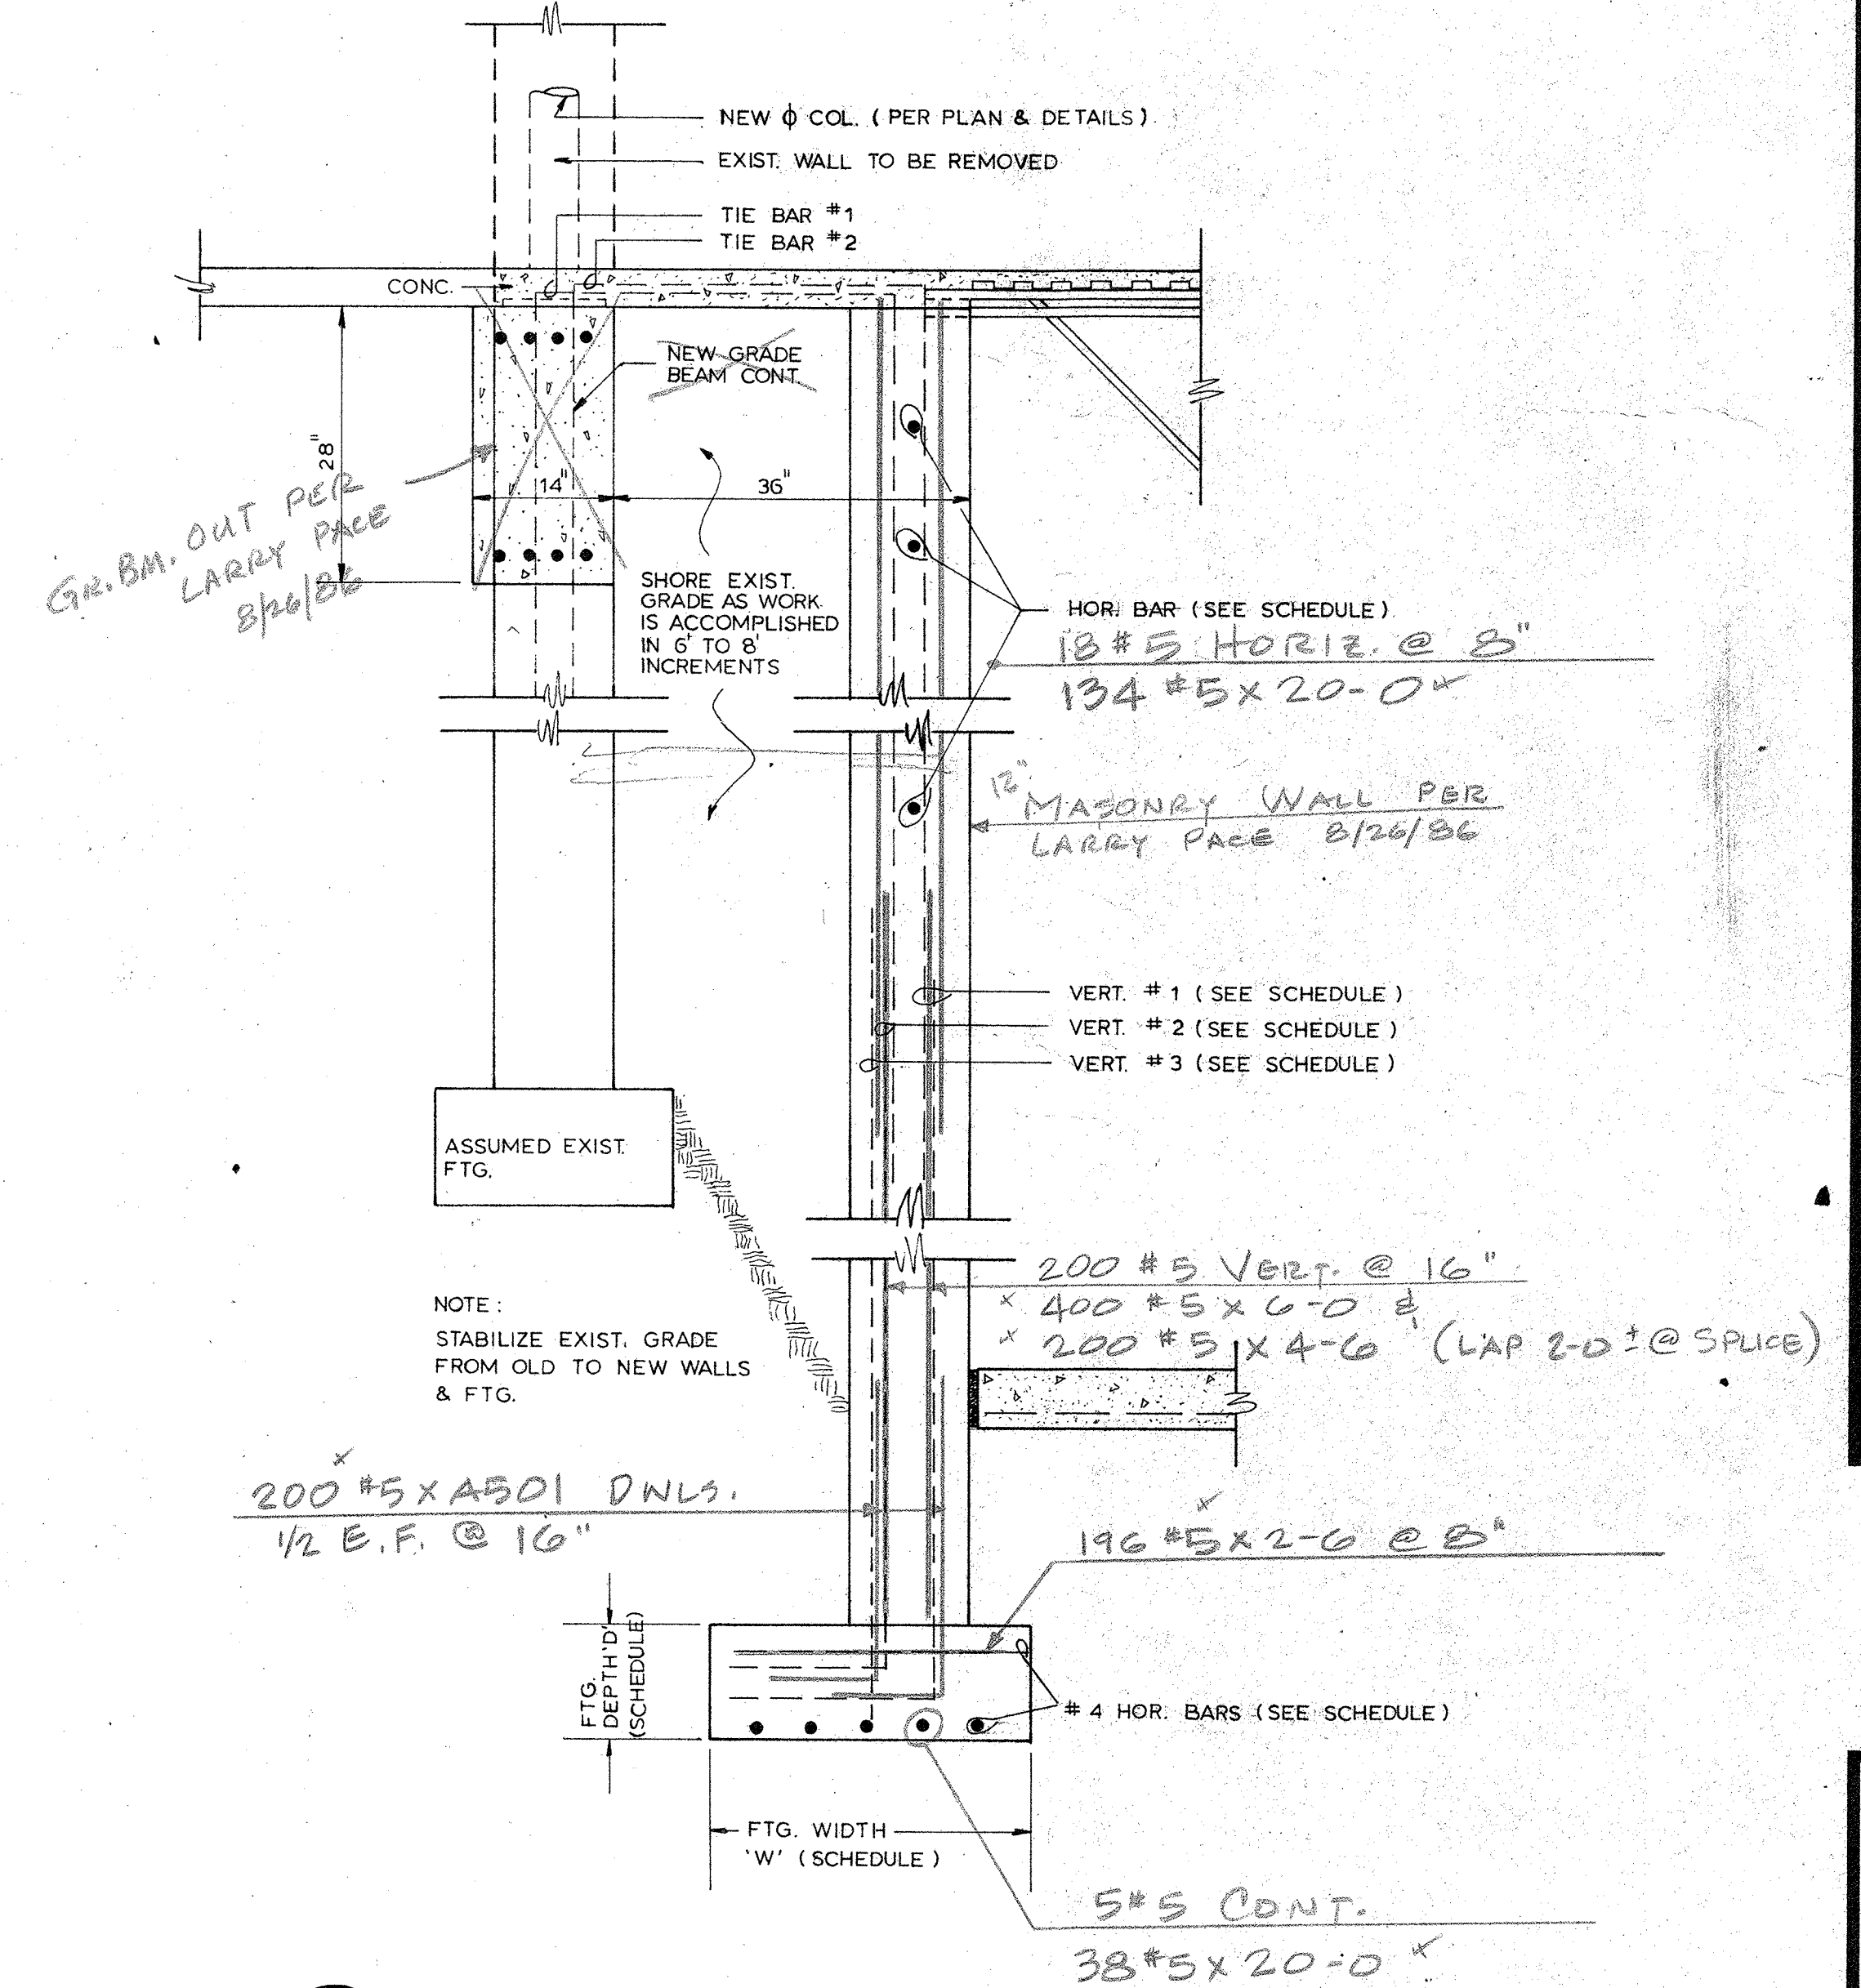 NEW ϕ COL. ( PER PLAN & DETAILS )
EXIST. WALL TO BE REMOVED
TIE BAR #1
TIE BAR #2
CONC.
NEW GRADE
BEAM CONT.
28"
14"
36"
GR. BM. OUT PER
LARRY PACE
8/26/86
SHORE EXIST.
GRADE AS WORK
IS ACCOMPLISHED
IN 6' TO 8'
INCREMENTS
HOR. BAR ( SEE SCHEDULE )
18 #5 HORIZ. @ 8"
134 #5 x 20-0 x
12" MASONRY WALL PER
LARRY PACE 8/26/86
VERT. #1 ( SEE SCHEDULE )
VERT. #2 ( SEE SCHEDULE )
VERT. #3 ( SEE SCHEDULE )
ASSUMED EXIST.
FTG.
200 #5 VERT. @ 16"
x 400 #5 x 6-0 &
x 200 #5 x 4-6 (LAP 2-0 ± @ SPLICE)
NOTE :
STABILIZE EXIST. GRADE
FROM OLD TO NEW WALLS
& FTG.
x
200 #5 x A501 DWLS.
1/2 E.F. @ 16"
x
196 #5 x 2-6 @ 8"
FTG.
DEPTH 'D'
(SCHEDULE)
#4 HOR. BARS ( SEE SCHEDULE )
FTG. WIDTH
'W' ( SCHEDULE )
5 #5 CONT.
38 #5 x 20-0 x